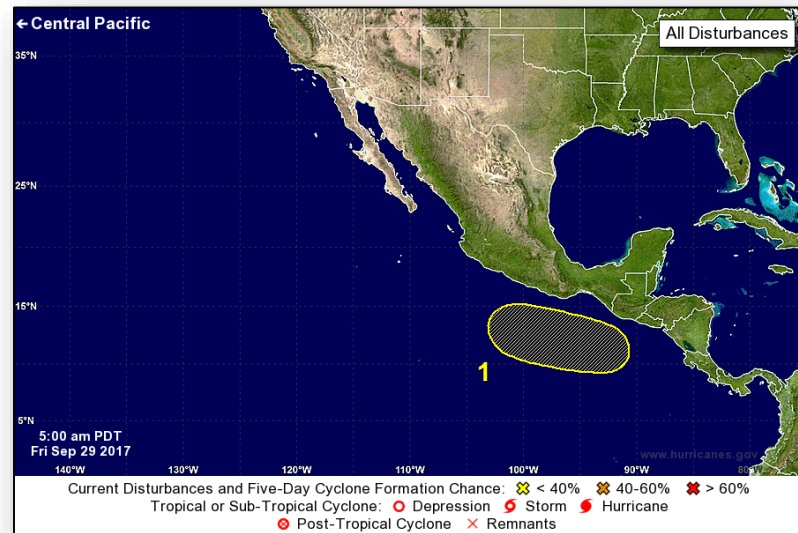 ← Central Pacific
All Disturbances
35°N
25°N
15°N
1
5°N
5:00 am PDT
Fri Sep 29 2017
www.hurricanes.gov
140°W 130°W 120°W 110°W 100°W 90°W 80°W
Current Disturbances and Five-Day Cyclone Formation Chance: < 40% 40-60% > 60%
Tropical or Sub-Tropical Cyclone: Depression Storm Hurricane
Post-Tropical Cyclone Remnants